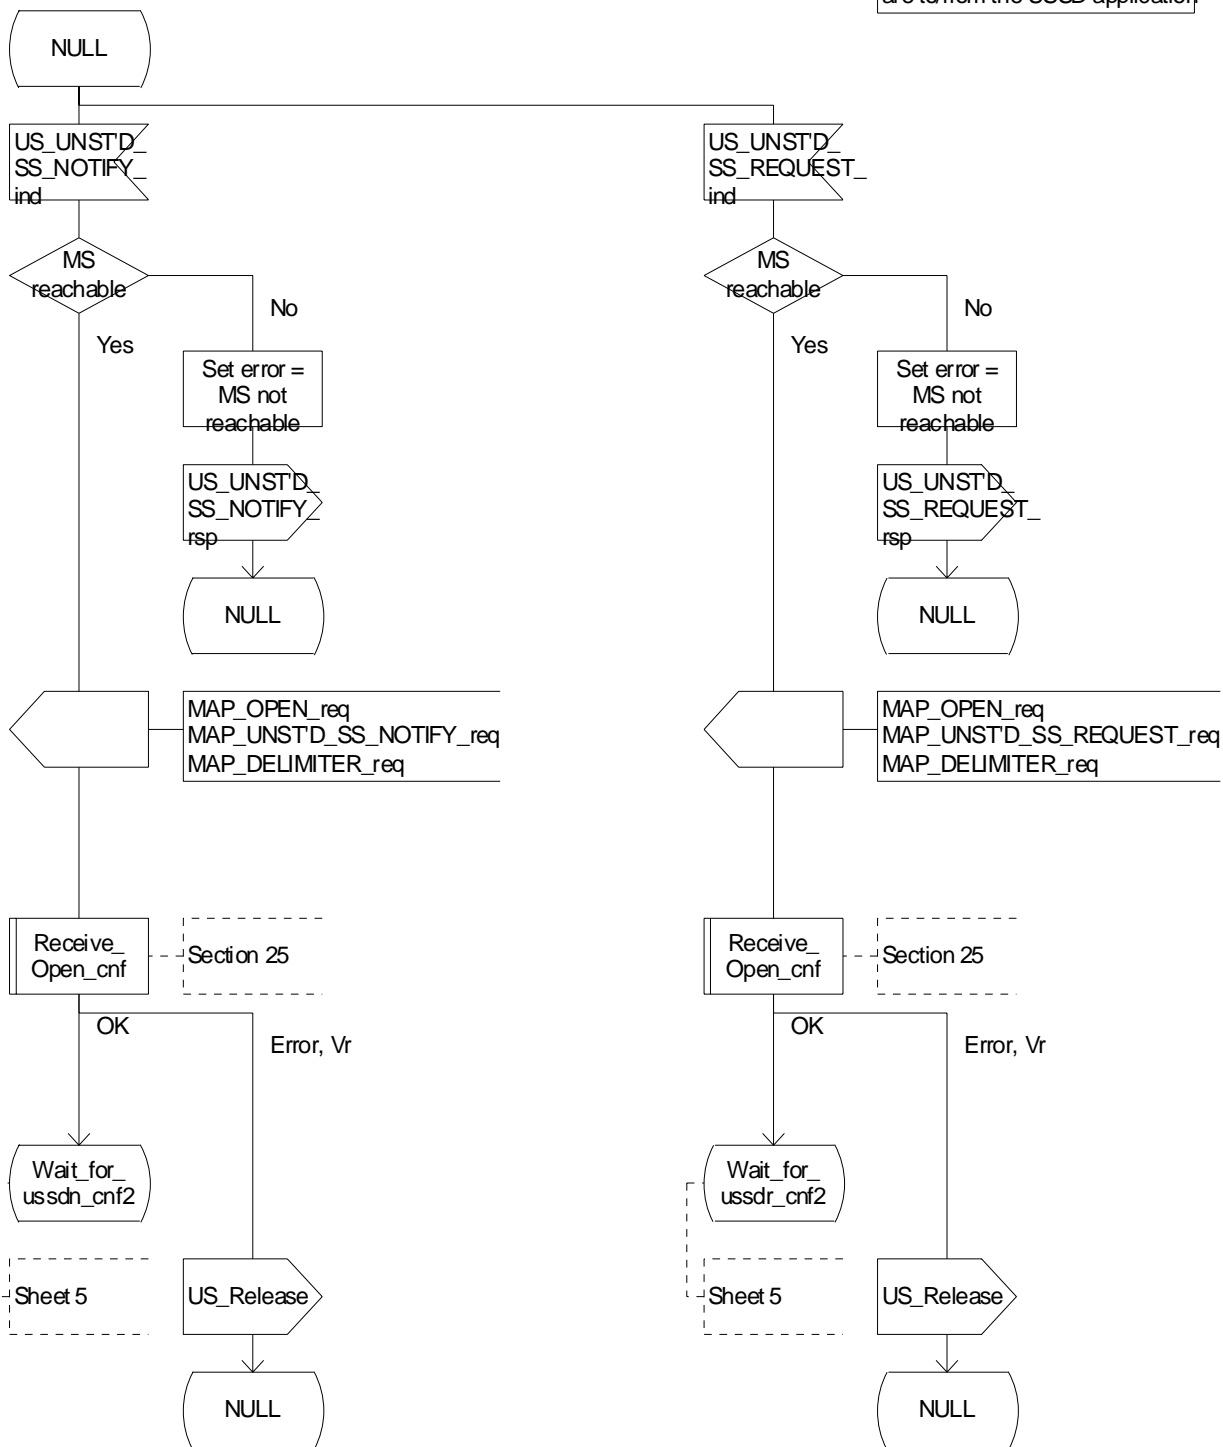 are to/from the USSD application
NULL
US_UNST'D_
SS_NOTIFY_
ind
US_UNST'D_
SS_REQUEST_
ind
MS
reachable
No
Yes
MS
reachable
No
Yes
Set error =
MS not
reachable
Set error =
MS not
reachable
US_UNST'D_
SS_NOTIFY_
rsp
US_UNST'D_
SS_REQUEST_
rsp
NULL
NULL
MAP_OPEN_req
MAP_UNST'D_SS_NOTIFY_req
MAP_DELIMITER_req
MAP_OPEN_req
MAP_UNST'D_SS_REQUEST_req
MAP_DELIMITER_req
Receive_
Open_cnf
Section 25
Receive_
Open_cnf
Section 25
OK
Error, Vr
OK
Error, Vr
Wait_for_
ussdn_cnf2
Wait_for_
ussdr_cnf2
Sheet 5
US_Release
Sheet 5
US_Release
NULL
NULL